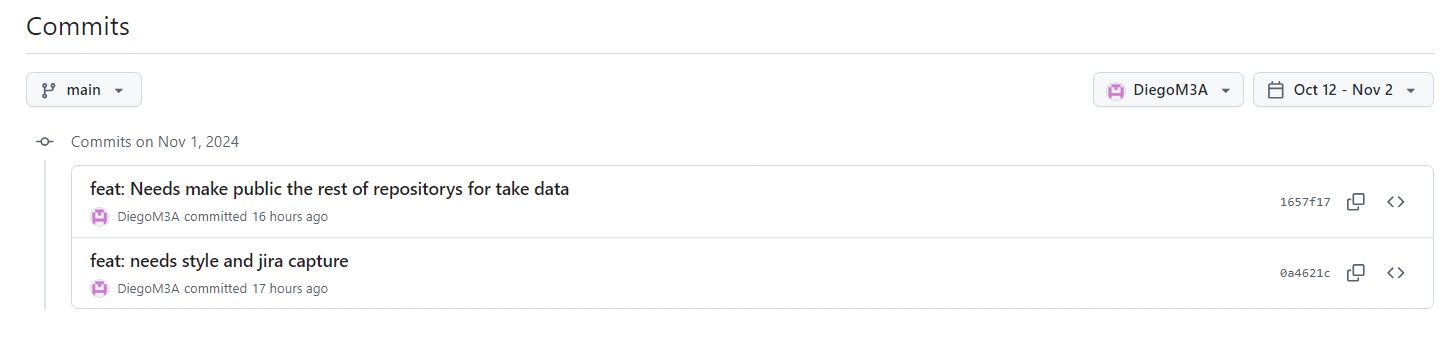 Commits
main
DiegoM3A
Oct 12 - Nov 2
Commits on Nov 1, 2024
feat: Needs make public the rest of repositorys for take data
DiegoM3A committed 16 hours ago
1657f17
feat: needs style and jira capture
DiegoM3A committed 17 hours ago
0a4621c